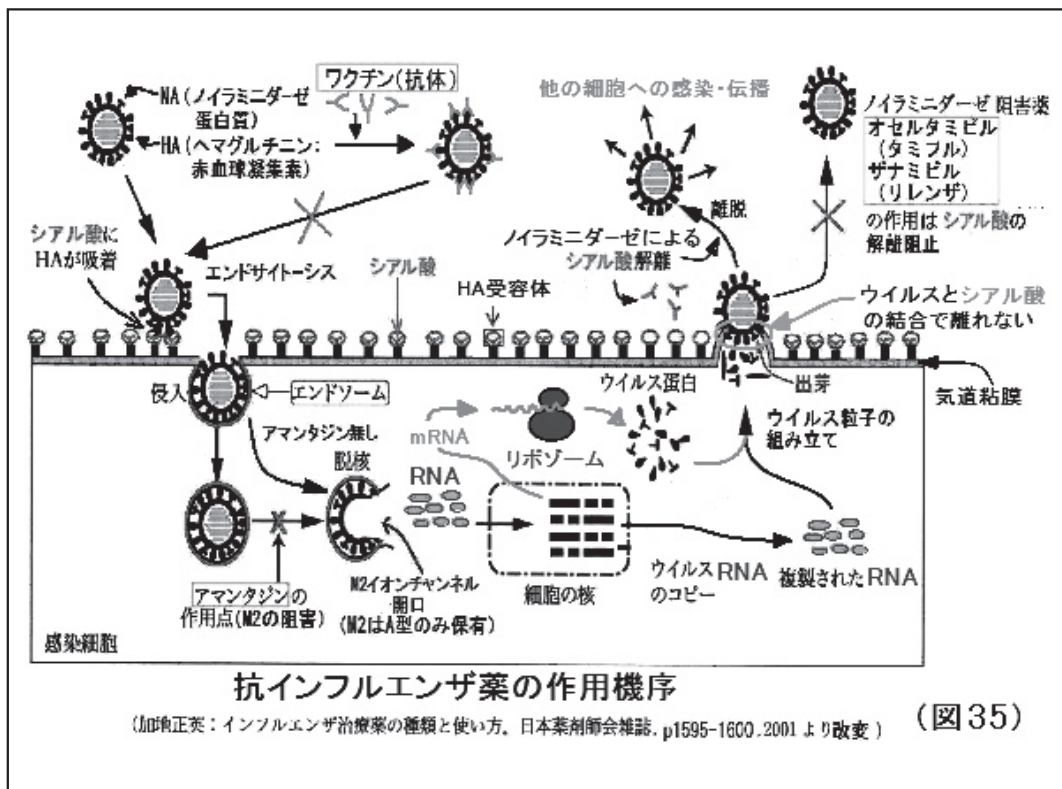 NA(ノイラミニダーゼ
蛋白質)
HA(ヘマグルチニン:
赤血球凝集素)
ワクチン(抗体)
他の細胞への感染・伝播
ノイラミニダーゼ 阻害薬
オセルタミビル
(タミフル)
ザナミビル
(リレンザ)
の作用は シアル酸の
解離阻止
シアル酸に
HAが吸着
エンドサイトーシス
シアル酸
HA受容体
ノイラミニダーゼによる
シアル酸解離
離脱
ウイルスとシアル酸
の結合で離れない
侵入
エンドソーム
ウイルス蛋白
出芽
気道粘膜
アマンタジン無し
脱核
mRNA
リボゾーム
ウイルス粒子の
組み立て
RNA
アマンタジンの
作用点(M2の阻害)
M2イオンチャンネル
開口
(M2はA型のみ保有)
細胞の核
ウイルスRNA
のコピー
複製されたRNA
感染細胞
抗インフルエンザ薬の作用機序
(図35)
(加地正英:インフルエンザ治療薬の種類と使い方. 日本薬剤師会雑誌. p1595-1600.2001 より改変 )